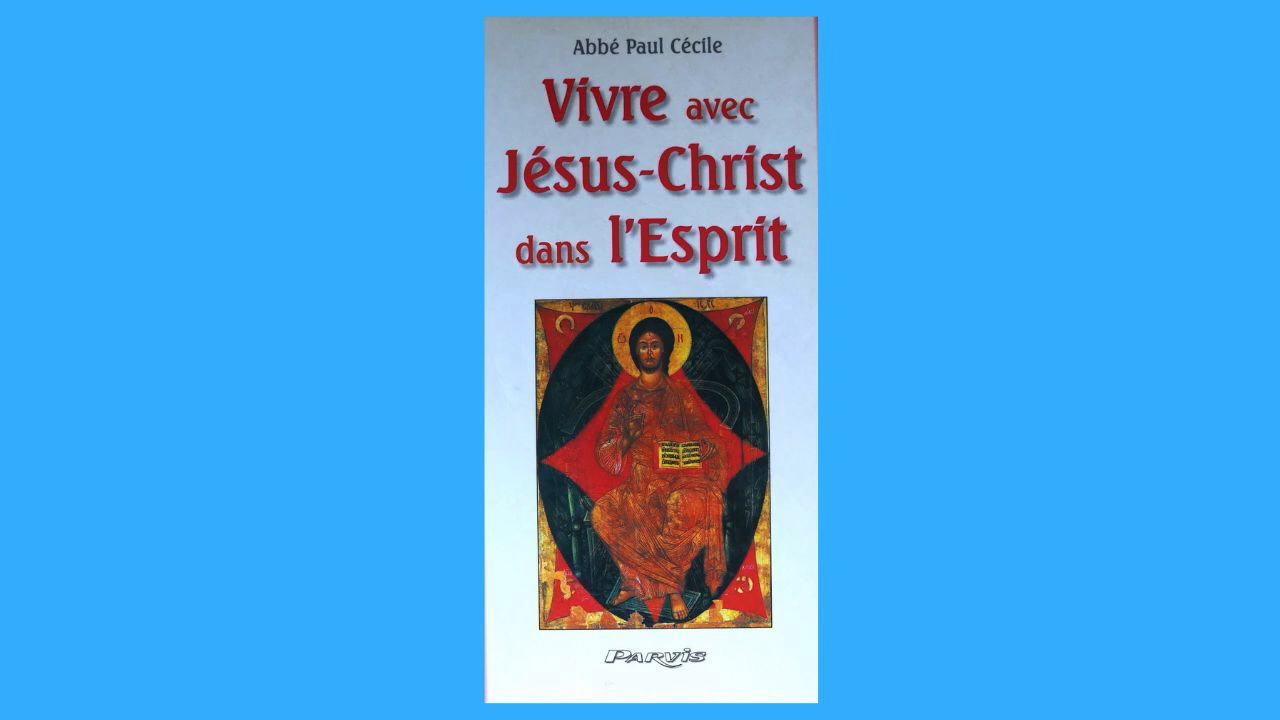 Abbé Paul Cécile
Vivre avec
Jésus-Christ
dans l'Esprit
PARVIS